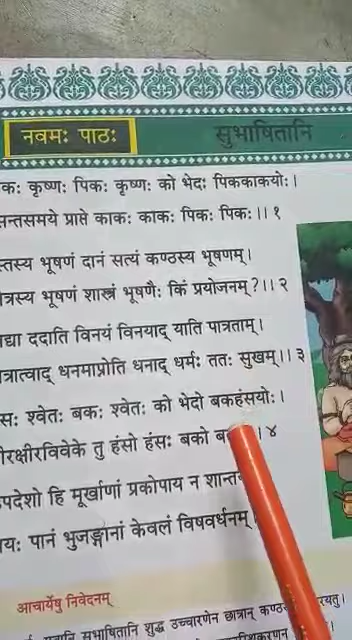 नवमः पाठः
सुभाषितानि
कः कृष्णः पिकः कृष्णः को भेदः पिककाकयोः।
सन्तसमये प्राप्ते काकः काकः पिकः पिकः।। १
स्तस्य भूषणं दानं सत्यं कण्ठस्य भूषणम्।
त्रस्य भूषणं शास्त्रं भूषणैः किं प्रयोजनम्?।। २
द्या ददाति विनयं विनयाद् याति पात्रताम्।
त्रत्वाद् धनमाप्नोति धनाद् धर्मः ततः सुखम्।। ३
सः श्वेतः बकः श्वेतः को भेदो बकहंसयोः।
रक्षीरविवेके तु हंसो हंसः बको ४
पदेशो हि मूर्खाणां प्रकोपाय न
यः पानं भुजङ्गानां केवलं विषवर्धनम्
आचार्येषु निवेदनम्
सुभाषितानि शुद्ध उच्चारणेन छात्रान्